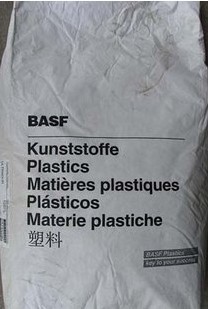 BASF
Kunststoffe
Plastics
Matières plastiques
Plásticos
Materie plastiche
塑料
BASF Plastics
key to your success